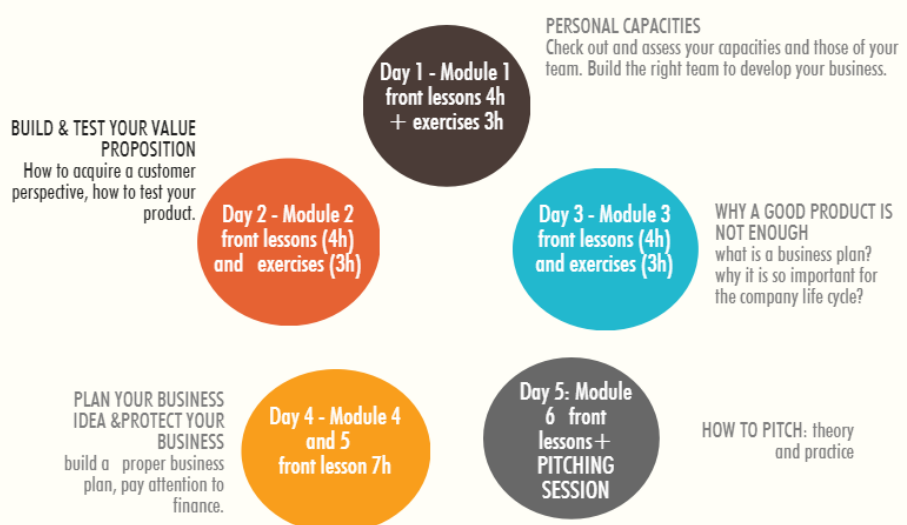 PERSONAL CAPACITIES
Check out and assess your capacities and those of your
team. Build the right team to develop your business.
Day 1 - Module 1
front lessons 4h
+ exercises 3h
BUILD & TEST YOUR VALUE
PROPOSITION
How to acquire a customer
perspective, how to test your
product.
Day 2 - Module 2
front lessons (4h)
and exercises (3h)
Day 3 - Module 3
front lessons (4h)
and exercises (3h)
WHY A GOOD PRODUCT IS
NOT ENOUGH
what is a business plan?
why it is so important for
the company life cycle?
PLAN YOUR BUSINESS
IDEA &PROTECT YOUR
BUSINESS
build a proper business
plan, pay attention to
finance.
Day 4 - Module 4
and 5
front lesson 7h
Day 5: Module
6 front
lessons+
PITCHING
SESSION
HOW TO PITCH: theory
and practice